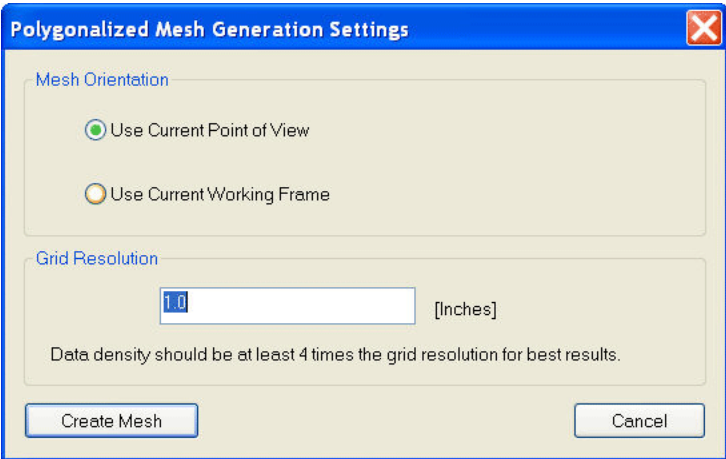 Polygonalized Mesh Generation Settings
Mesh Orientation
Use Current Point of View
Use Current Working Frame
Grid Resolution
1.0
[Inches]
Data density should be at least 4 times the grid resolution for best results.
Create Mesh
Cancel